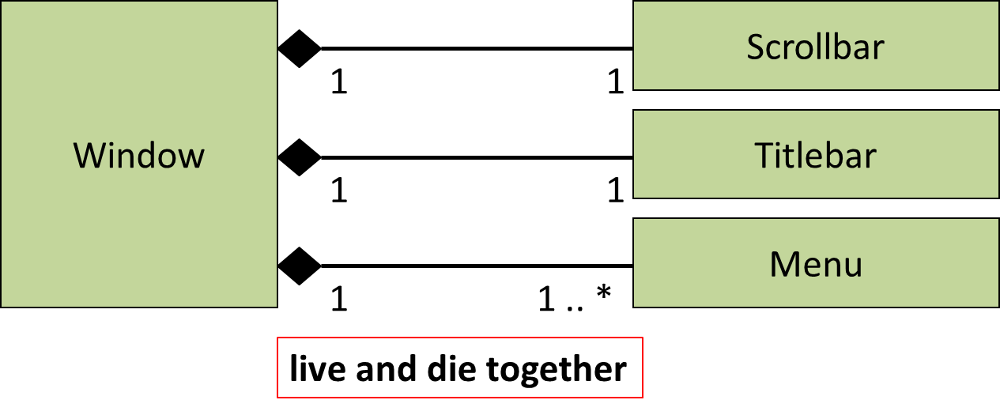 Window
Scrollbar
1 1
Titlebar
1 1
Menu
1 1 .. *
live and die together